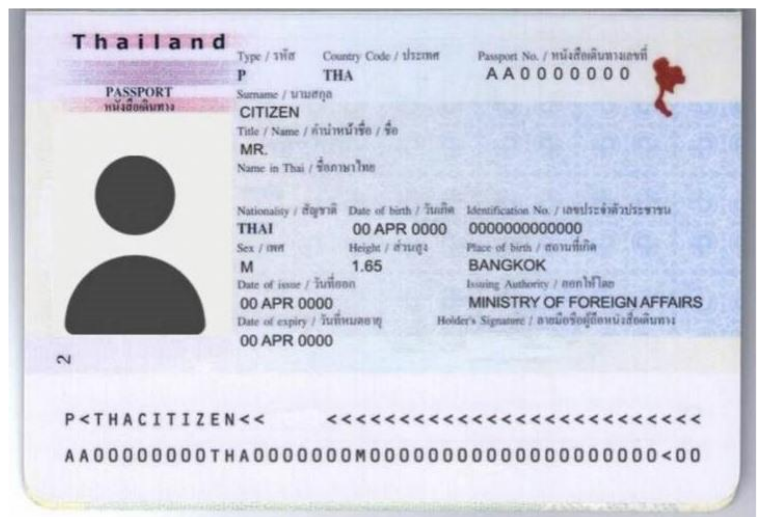 Thailand
Type / รหัส Country Code / ประเทศ Passport No. / หนังสือเดินทางเลขที่
P THA AA0000000
PASSPORT
หนังสือเดินทาง
Surname / นามสกุล
CITIZEN
Title / Name / คำนำหน้าชื่อ / ชื่อ
MR.
Name in Thai / ชื่อภาษาไทย
Nationality / สัญชาติ Date of birth / วันเกิด Identification No. / เลขประจำตัวประชาชน
THAI 00 APR 0000 0000000000000
Sex / เพศ Height / ส่วนสูง Place of birth / สถานที่เกิด
M 1.65 BANGKOK
Date of issue / วันที่ออก Issuing Authority / ออกให้โดย
00 APR 0000 MINISTRY OF FOREIGN AFFAIRS
Date of expiry / วันที่หมดอายุ Holder's Signature / ลายมือชื่อผู้ถือหนังสือเดินทาง
00 APR 0000
2
P<THACITIZEN<< <<<<<<<<<<<<<<<<<<<<<<<<<<
AA00000000THA0000000M0000000000000000000000<00